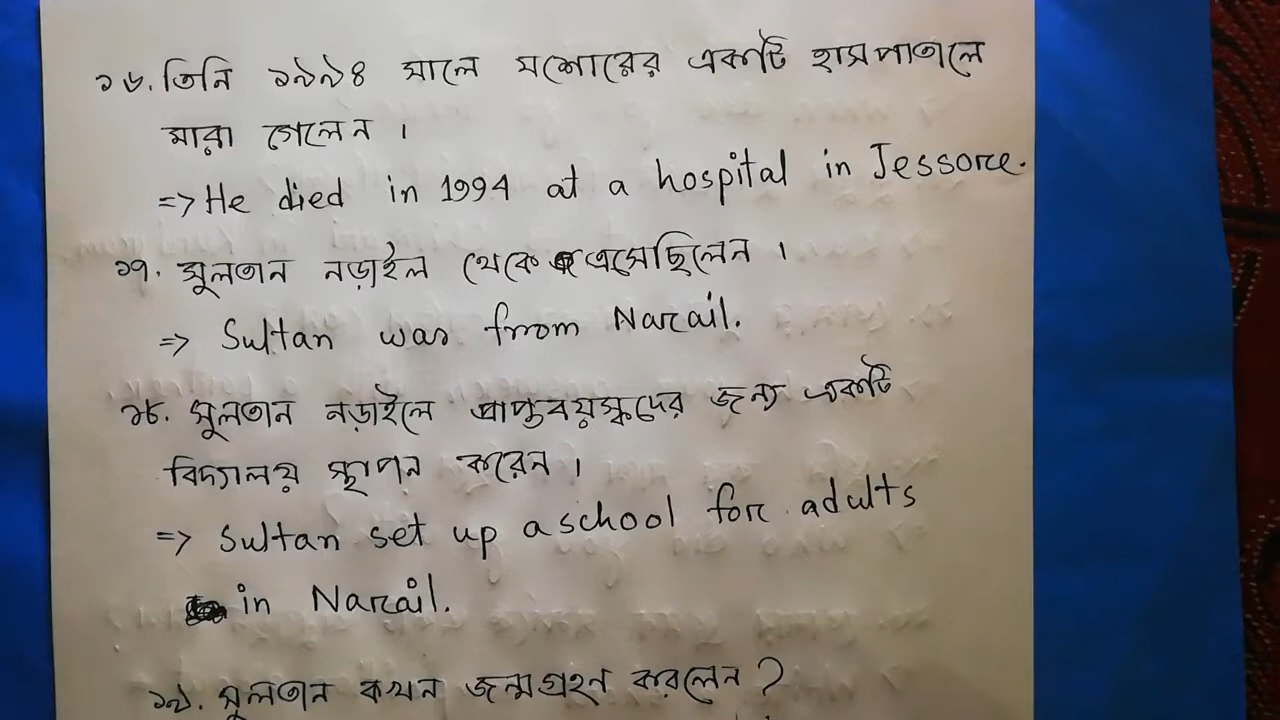 ১৬. তিনি ১৯৯৪ সালে যশোরের একটি হাসপাতালে
মারা গেলেন ।
=> He died in 1994 at a hospital in Jessore.
১৭. সুলতান নড়াইল থেকে এসেছিলেন ।
=> Sultan was from Narail.
১৮. সুলতান নড়াইলে প্রাপ্তবয়স্কদের জন্য একটি
বিদ্যালয় স্থাপন করেন ।
=> Sultan set up a school for adults
in Narail.
১৯. সুলতান কখন জন্মগ্রহণ করলেন ?